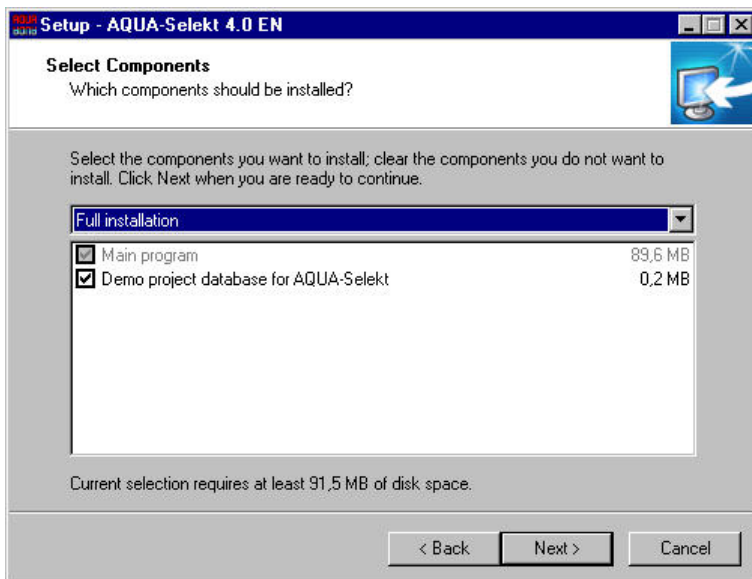 Setup - AQUA-Selekt 4.0 EN
Select Components
Which components should be installed?
Select the components you want to install; clear the components you do not want to
install. Click Next when you are ready to continue.
Full installation
Main program 89,6 MB
Demo project database for AQUA-Selekt 0,2 MB
Current selection requires at least 91,5 MB of disk space.
< Back Next > Cancel